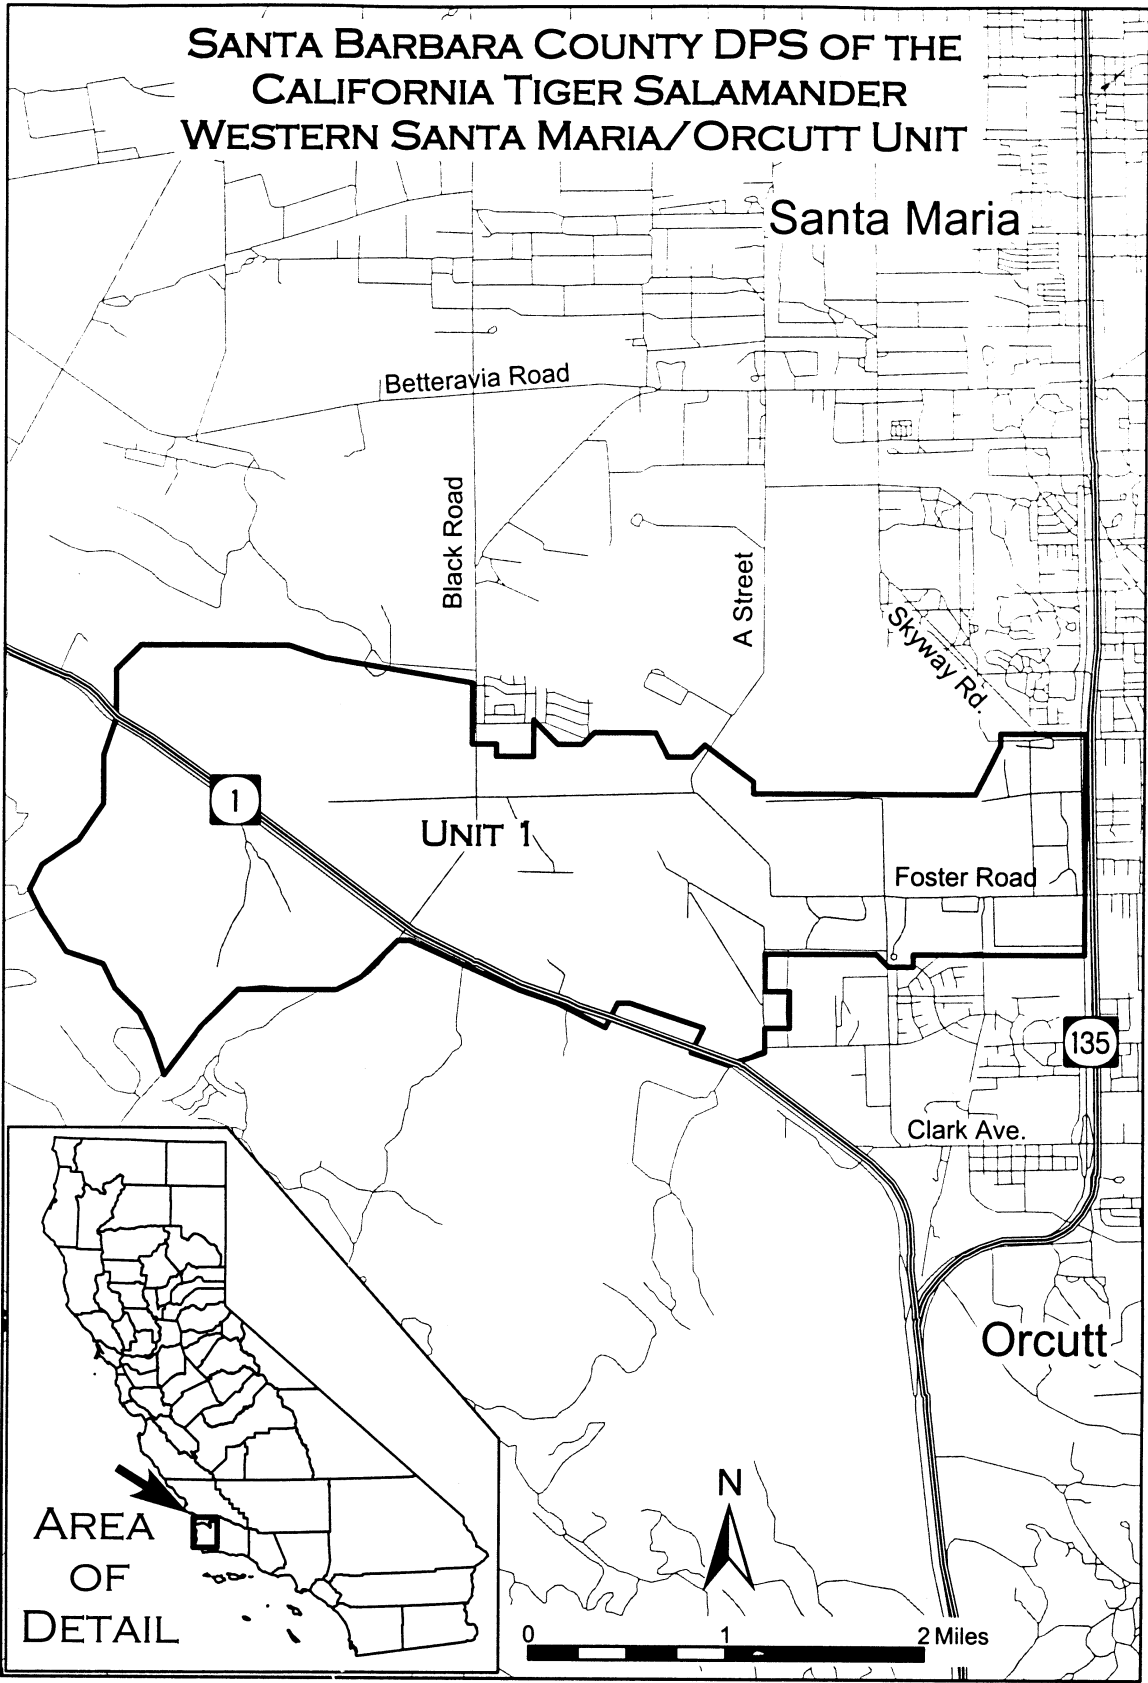 SANTA BARBARA COUNTY DPS OF THE
CALIFORNIA TIGER SALAMANDER
WESTERN SANTA MARIA/ORCUTT UNIT
Santa Maria
Betteravia Road
Black Road
A Street
Skyway Rd.
1
UNIT 1
Foster Road
135
Clark Ave.
Orcutt
N
AREA
OF
DETAIL
0 1 2 Miles